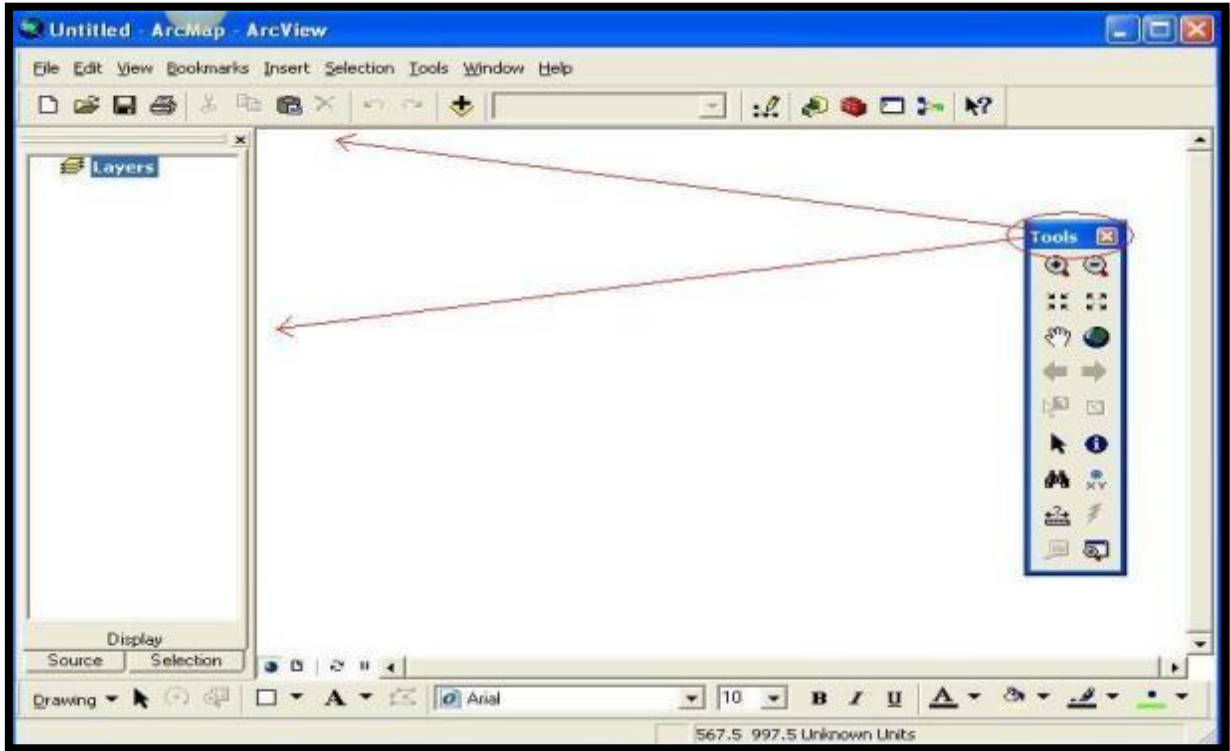 Untitled - ArcMap - ArcView
File Edit View Bookmarks Insert Selection Tools Window Help
Layers
Tools
XY
Display
Source Selection
Drawing A Arial 10 B I U A
567.5 997.5 Unknown Units